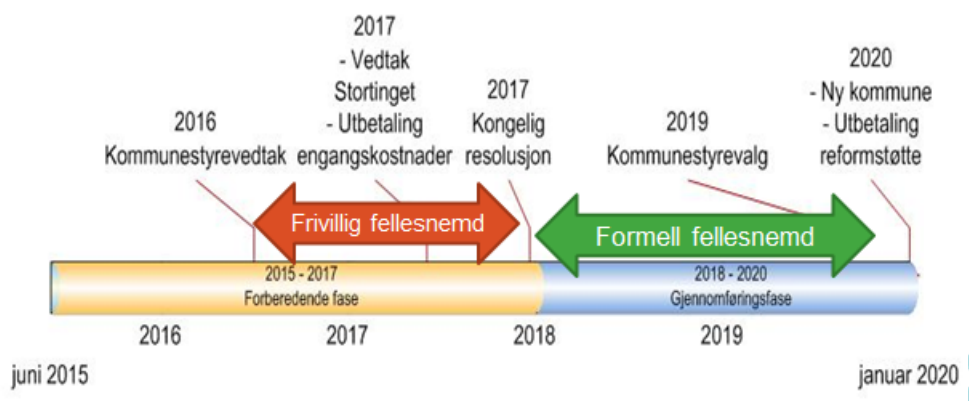 2016
Kommunestyrevedtak
2017
- Vedtak
Stortinget
- Utbetaling
engangskostnader
2017
Kongelig
resolusjon
2019
Kommunestyrevalg
2020
- Ny kommune
- Utbetaling
reformstøtte
Frivillig fellesnemd
Formell fellesnemd
2015 - 2017
Forberedende fase
2018 - 2020
Gjennomføringsfase
2016
2017
2018
2019
juni 2015
januar 2020